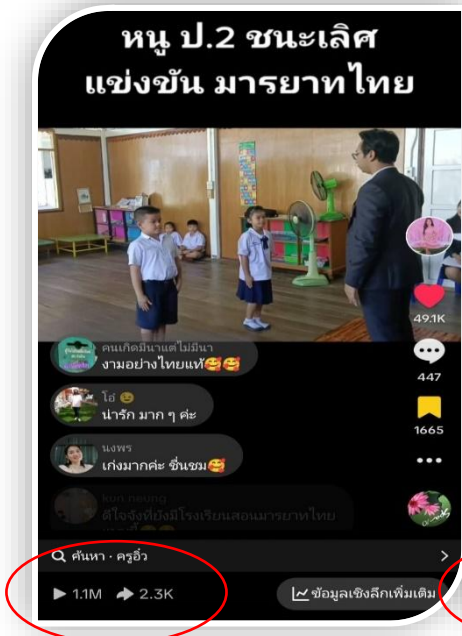 หนู ป.2 ชนะเลิศ
แข่งขัน มารยาทไทย
49.1K
คนเกิดมีนาแต่ไม่มีนา
งามอย่างไทยแท้🥰🥰
447
โอ๋ 😉
น่ารัก มาก ๆ ค่ะ
1665
นงพร
เก่งมากค่ะ ชื่นชม🥰
kun neung
ดีใจจังที่ยังมีโรงเรียนสอนมารยาทไทย
ค้นหา · ครูอิ๋ว
1.1M 2.3K
ข้อมูลเชิงลึกเพิ่มเติม